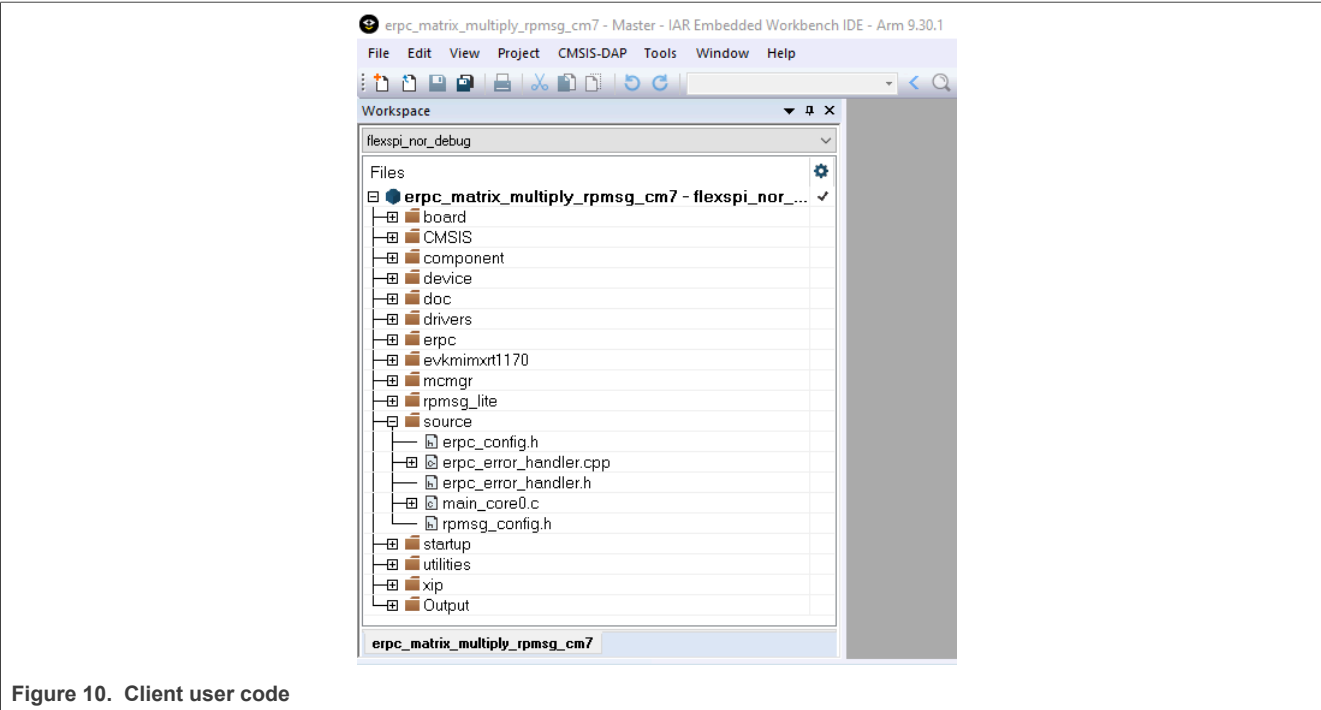 erpc_matrix_multiply_rpmsg_cm7 - Master - IAR Embedded Workbench IDE - Arm 9.30.1
File Edit View Project CMSIS-DAP Tools Window Help
Workspace
flexspi_nor_debug
Files
erpc_matrix_multiply_rpmsg_cm7 - flexspi_nor_...
board
CMSIS
component
device
doc
drivers
erpc
evkmimxrt1170
mcmgr
rpmsg_lite
source
erpc_config.h
erpc_error_handler.cpp
erpc_error_handler.h
main_core0.c
rpmsg_config.h
startup
utilities
xip
Output
erpc_matrix_multiply_rpmsg_cm7
Figure 10. Client user code